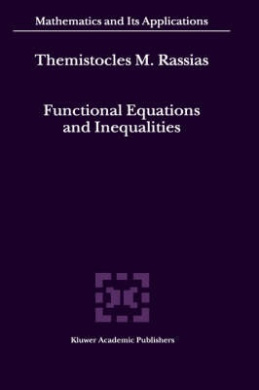 Mathematics and Its Applications
Themistocles M. Rassias
Functional Equations
and Inequalities
Kluwer Academic Publishers